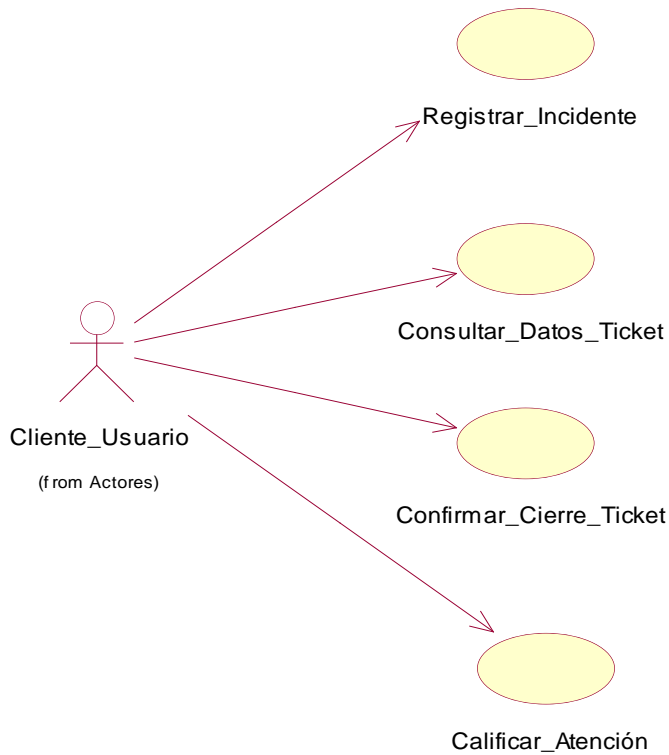 Registrar_Incidente
Consultar_Datos_Ticket
Cliente_Usuario
(from Actores)
Confirmar_Cierre_Ticket
Calificar_Atención